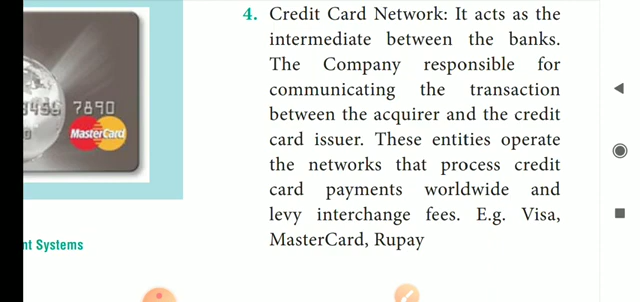 4. Credit Card Network: It acts as the
intermediate between the banks.
The Company responsible for
communicating the transaction
between the acquirer and the credit
card issuer. These entities operate
the networks that process credit
card payments worldwide and
levy interchange fees. E.g. Visa,
MasterCard, Rupay
3456 7890
MasterCard
nt Systems